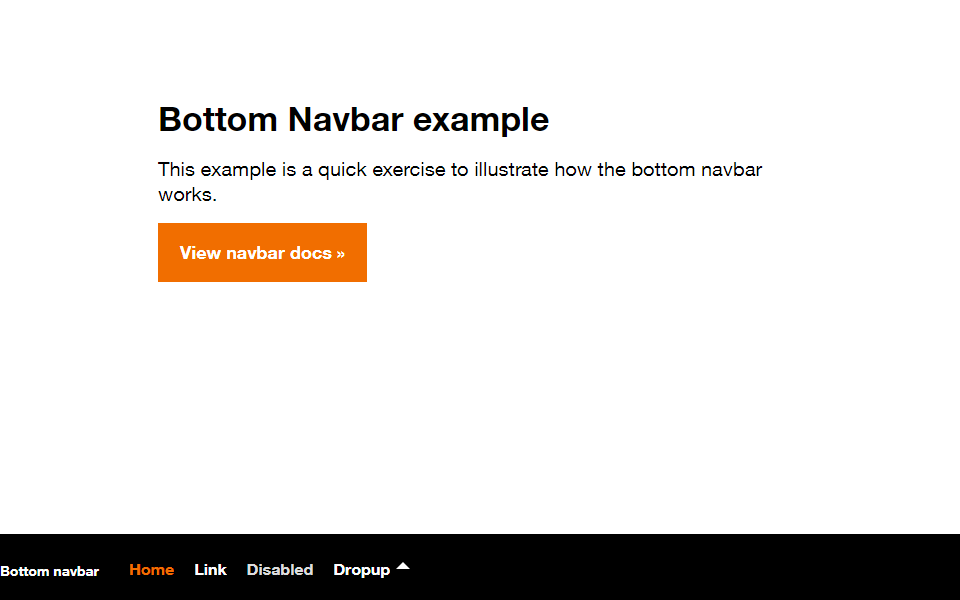 Bottom Navbar example
This example is a quick exercise to illustrate how the bottom navbar
works.
View navbar docs »
Bottom navbar Home Link Disabled Dropup